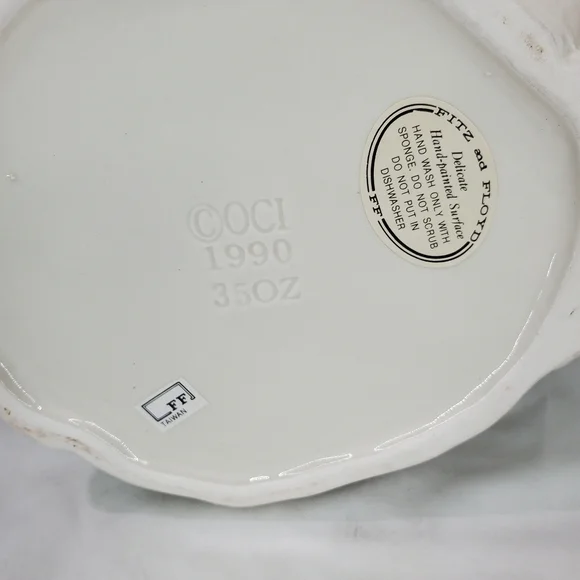 ©OCI
1990
35OZ
FITZ and FLOYD
Delicate
Hand-painted Surface
HAND WASH ONLY WITH
SPONGE. DO NOT SCRUB
DO NOT PUT IN
DISHWASHER
FF
FF
TAIWAN